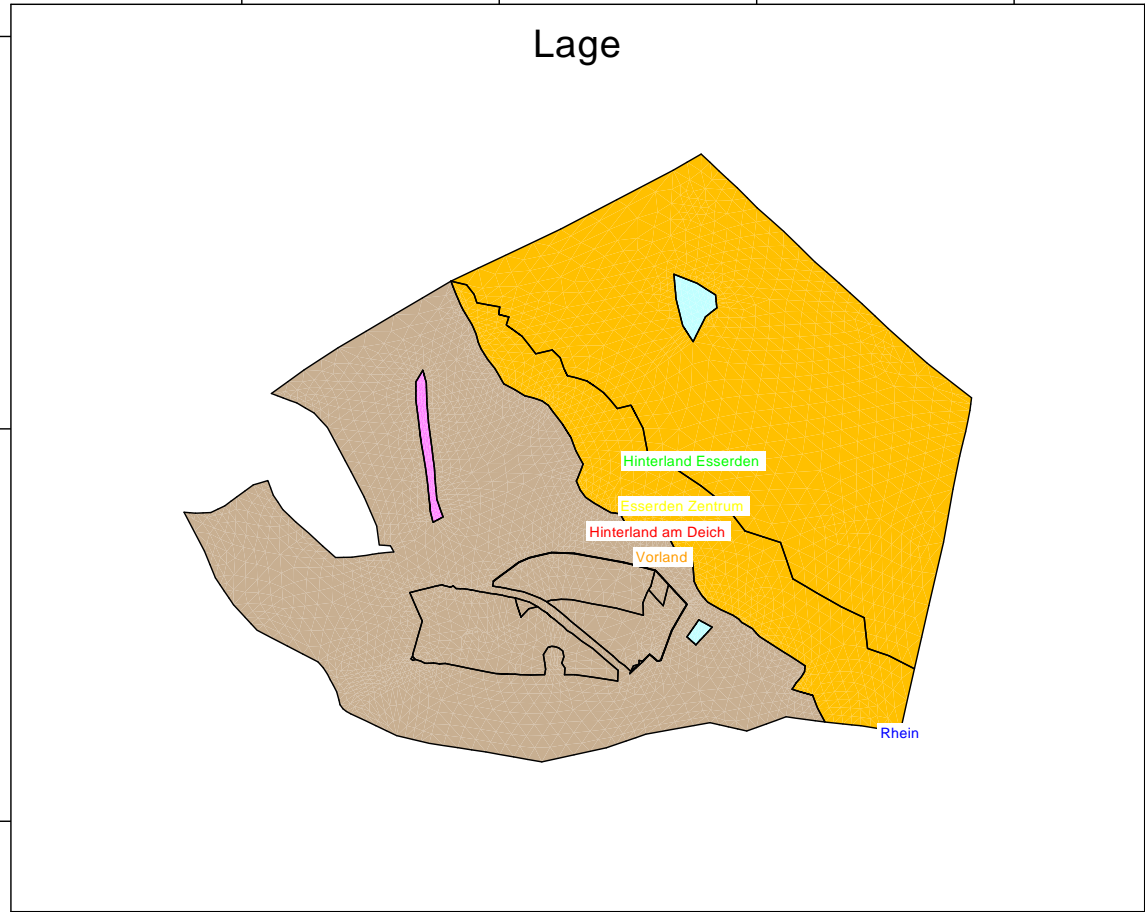 Lage
Hinterland Esserden
Esserden Zentrum
Hinterland am Deich
Vorland
Rhein